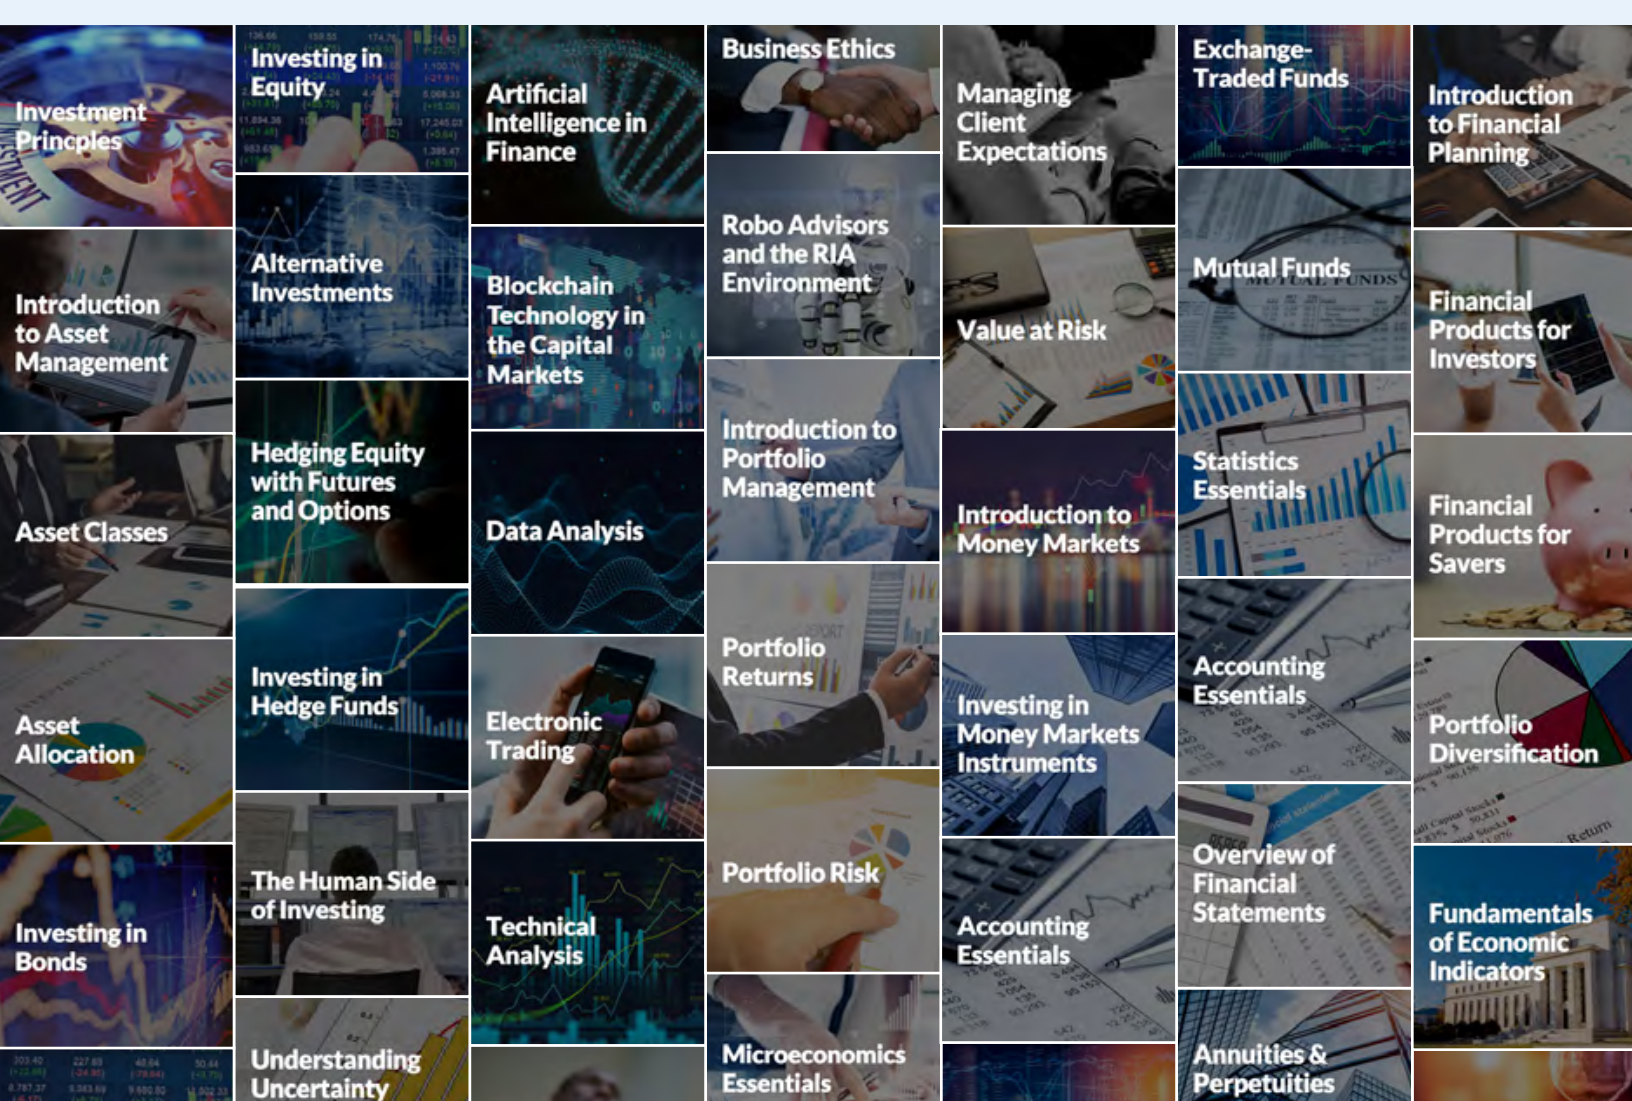 Investment
Princples
Introduction
to Asset
Management
Asset Classes
Asset
Allocation
Investing in
Bonds
Investing in
Equity
Alternative
Investments
Hedging Equity
with Futures
and Options
Investing in
Hedge Funds
The Human Side
of Investing
Understanding
Uncertainty
Artificial
Intelligence in
Finance
Blockchain
Technology in
the Capital
Markets
Data Analysis
Electronic
Trading
Technical
Analysis
Business Ethics
Robo Advisors
and the RIA
Environment
Introduction to
Portfolio
Management
Portfolio
Returns
Portfolio Risk
Microeconomics
Essentials
Managing
Client
Expectations
Value at Risk
Introduction to
Money Markets
Investing in
Money Markets
Instruments
Accounting
Essentials
Exchange-
Traded Funds
Mutual Funds
MUTUAL FUNDS
Statistics
Essentials
Accounting
Essentials
Overview of
Financial
Statements
Annuities &
Perpetuities
Introduction
to Financial
Planning
Financial
Products for
Investors
Financial
Products for
Savers
Portfolio
Diversification
Return
Fundamentals
of Economic
Indicators